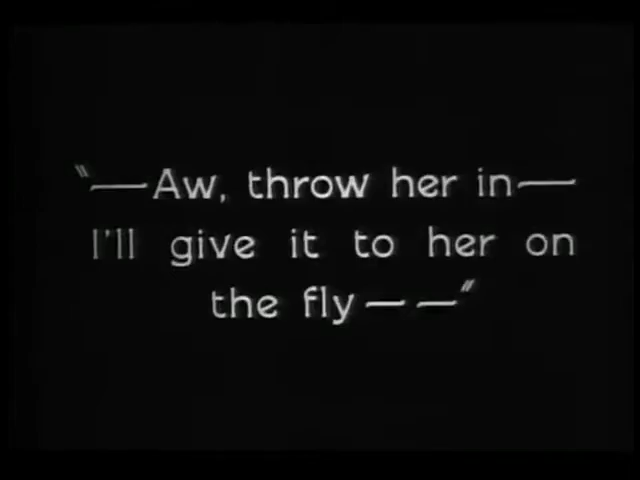 "—Aw, throw her in—
I'll give it to her on
the fly— —"